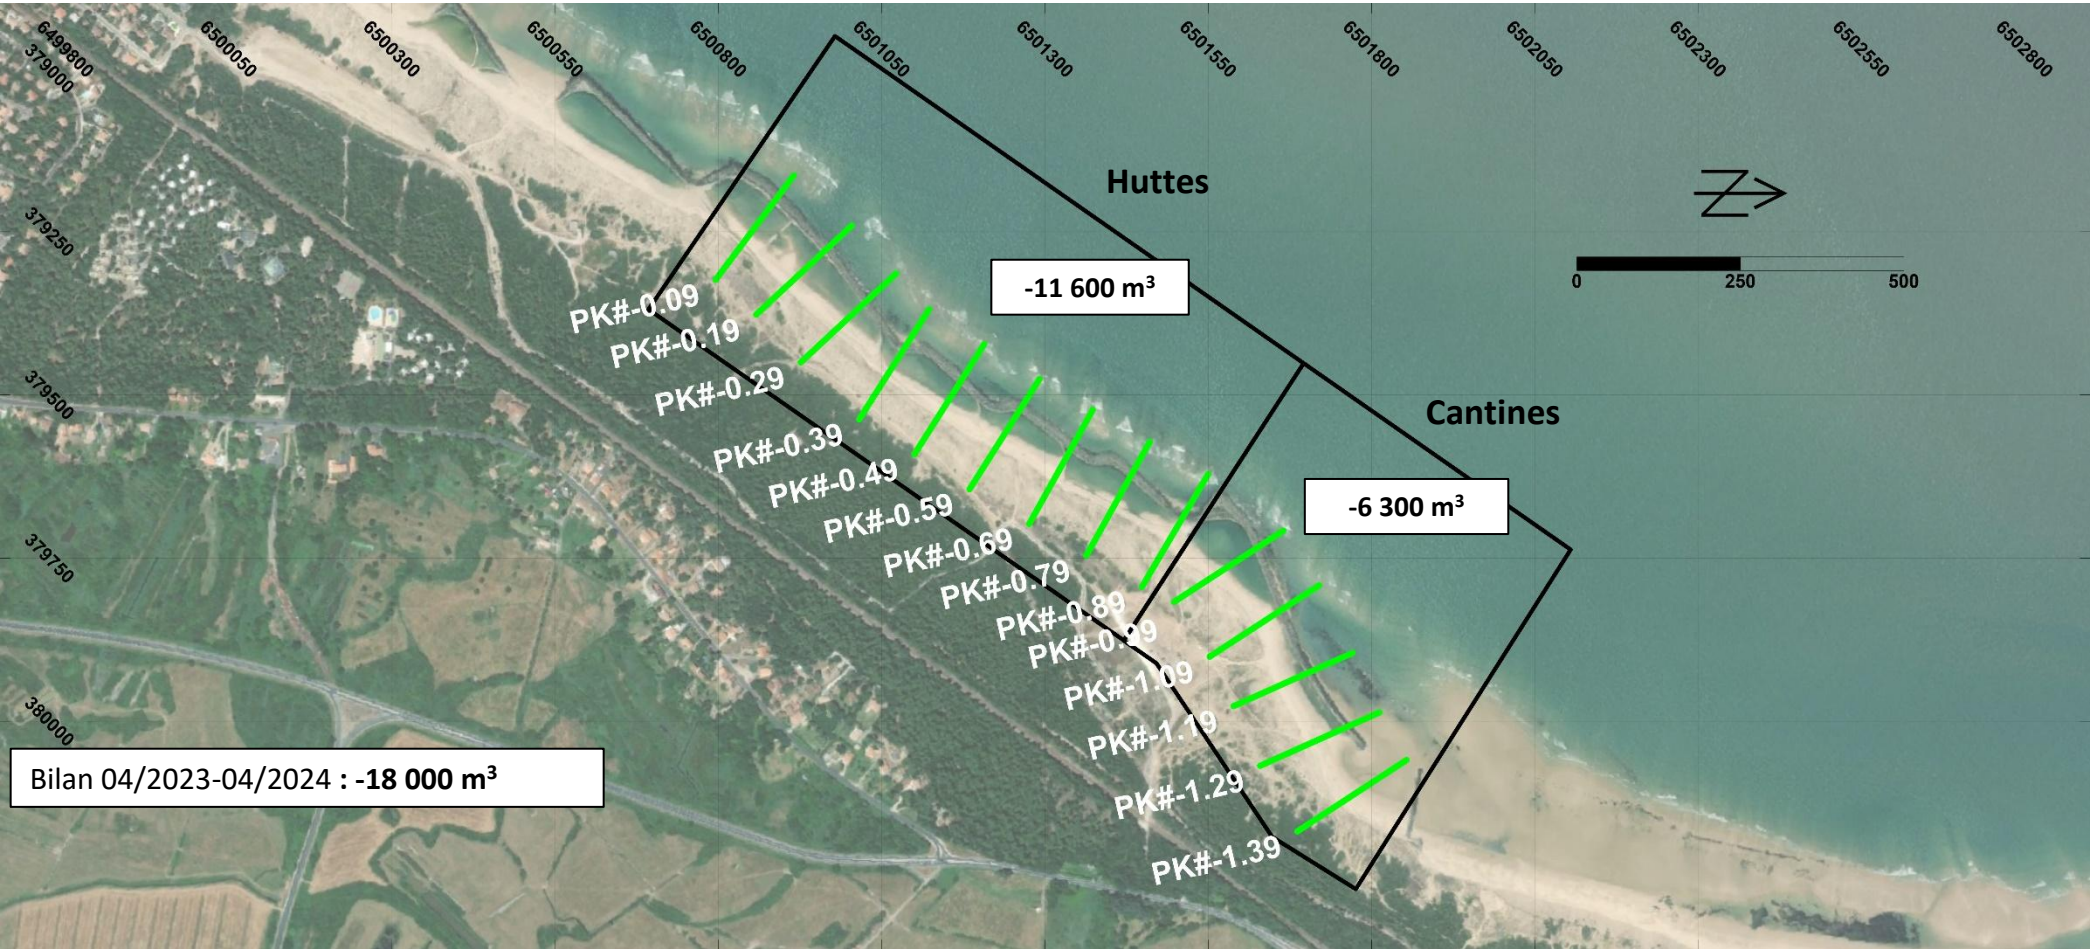 6499800
6500050
6500300
6500550
6500800
6501050
6501300
6501550
6501800
6502050
6502300
6502550
6502800
379000
379250
379500
379750
380000
Huttes
-11 600 m³
Cantines
-6 300 m³
N
0 250 500
PK#-0.09
PK#-0.19
PK#-0.29
PK#-0.39
PK#-0.49
PK#-0.59
PK#-0.69
PK#-0.79
PK#-0.89
PK#-0.99
PK#-1.09
PK#-1.19
PK#-1.29
PK#-1.39
Bilan 04/2023-04/2024 : -18 000 m³